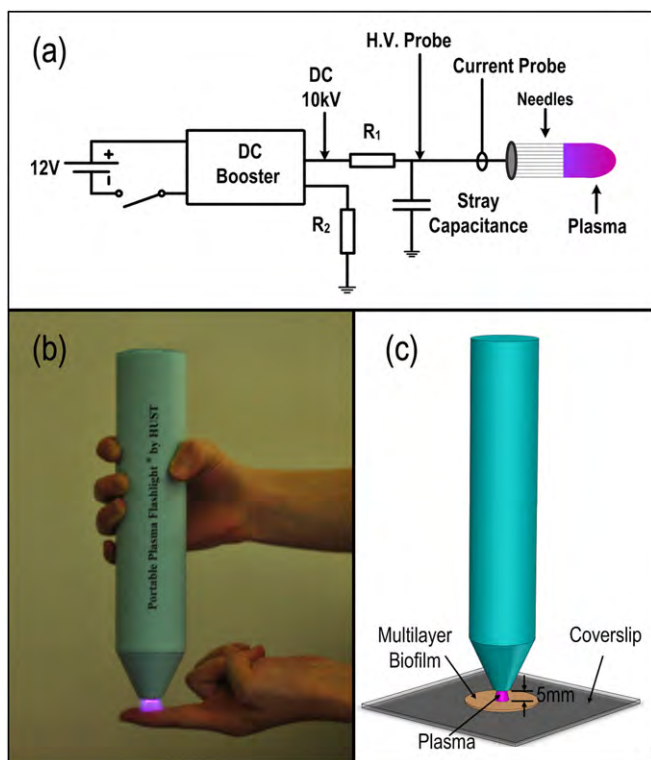 (a)
H.V. Probe
Current Probe
DC
10kV
Needles
R1
12V
+
DC
Booster
Stray
Capacitance
R2
Plasma
(b)
Portable Plasma Flashlight® by HUST
(c)
Multilayer
Biofilm
Coverslip
5mm
Plasma